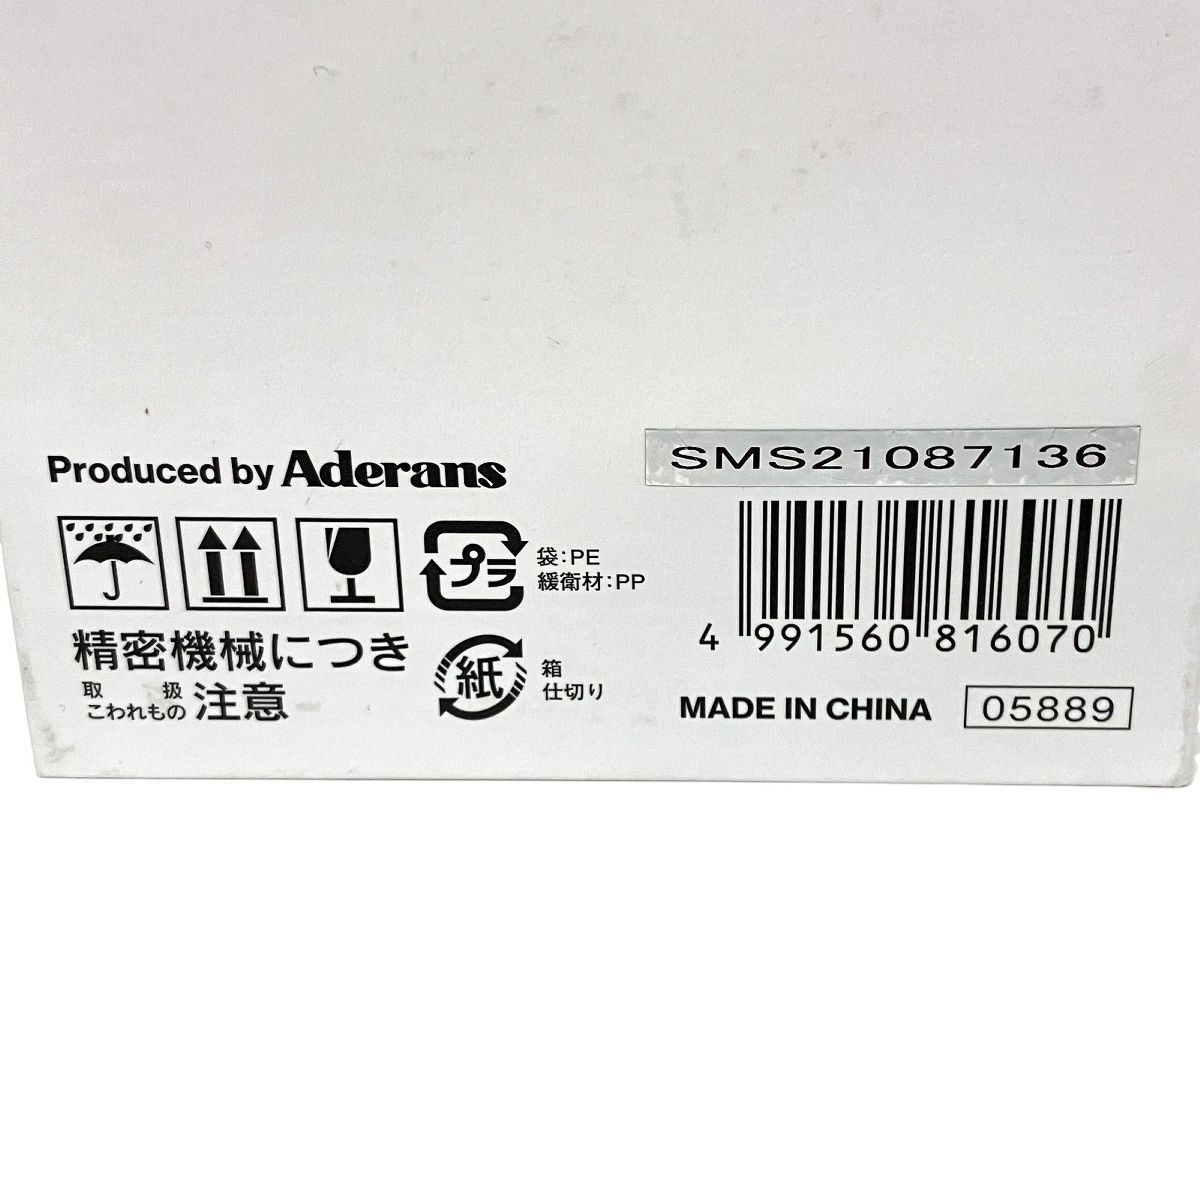 Produced by Aderans
SMS21087136
プラ
袋:PE
緩衛材:PP
4 991560 816070
精密機械につき
取扱
こわれもの
注意
紙
箱
仕切り
MADE IN CHINA
05889